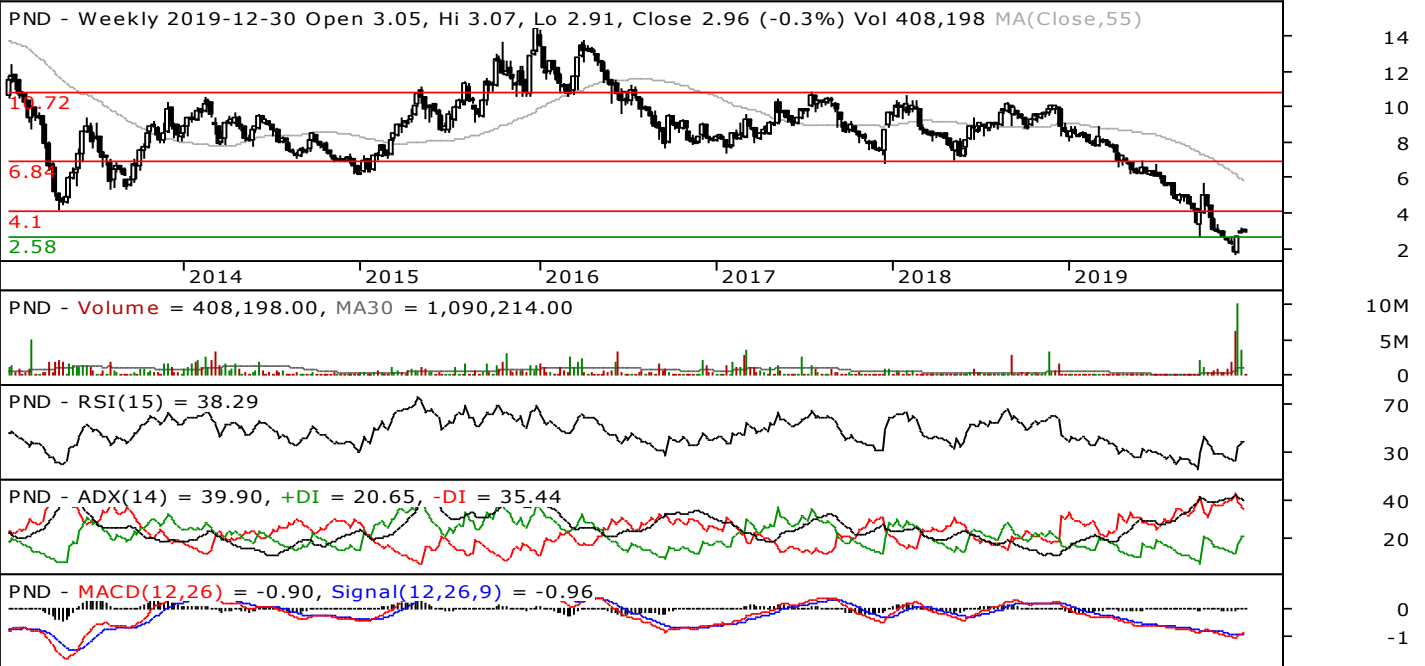 PND - Weekly 2019-12-30 Open 3.05, Hi 3.07, Lo 2.91, Close 2.96 (-0.3%) Vol 408,198 MA(Close,55)
14
12
10.72
10
8
6.84
6
4.1
4
2.58
2
2014 2015 2016 2017 2018 2019
PND - Volume = 408,198.00, MA30 = 1,090,214.00
10M
5M
0
PND - RSI(15) = 38.29
70
30
PND - ADX(14) = 39.90, +DI = 20.65, -DI = 35.44
40
20
PND - MACD(12,26) = -0.90, Signal(12,26,9) = -0.96
0
-1